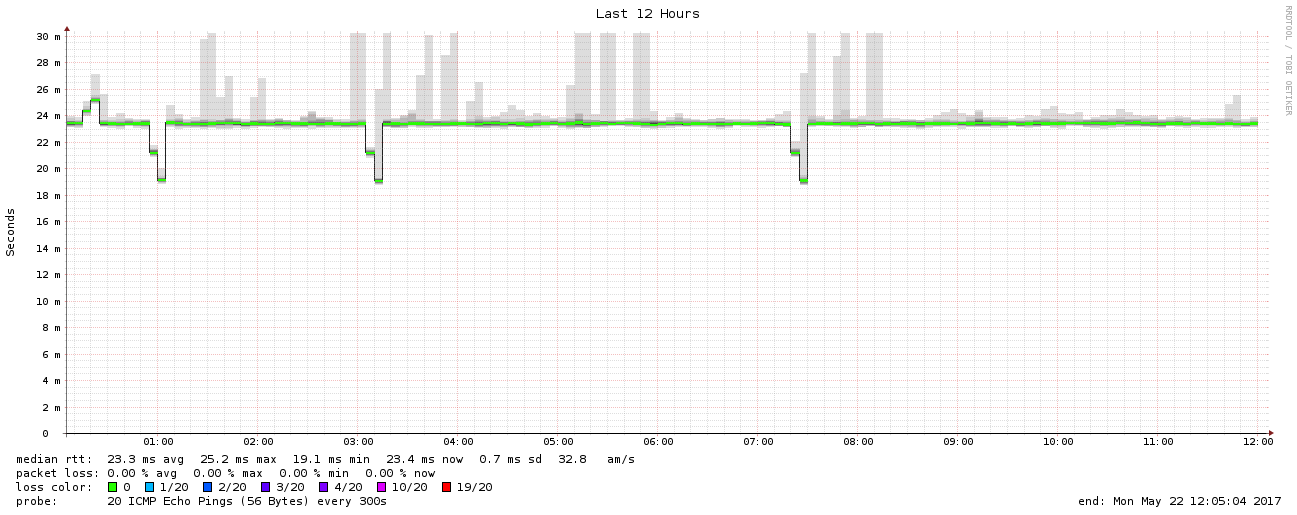 Last 12 Hours
RRDTOOL / TOBI OETIKER
Seconds
30 m
28 m
26 m
24 m
22 m
20 m
18 m
16 m
14 m
12 m
10 m
8 m
6 m
4 m
2 m
0
01:00 02:00 03:00 04:00 05:00 06:00 07:00 08:00 09:00 10:00 11:00 12:00
median rtt: 23.3 ms avg 25.2 ms max 19.1 ms min 23.4 ms now 0.7 ms sd 32.8 am/s
packet loss: 0.00 % avg 0.00 % max 0.00 % min 0.00 % now
loss color: 0 1/20 2/20 3/20 4/20 10/20 19/20
probe: 20 ICMP Echo Pings (56 Bytes) every 300s end: Mon May 22 12:05:04 2017